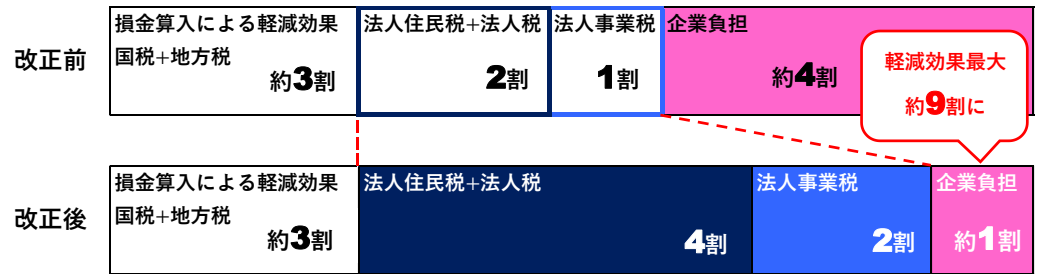 改正前
損金算入による軽減効果
国税+地方税
約3割
法人住民税+法人税
2割
法人事業税
1割
企業負担
約4割
軽減効果最大
約9割に
改正後
損金算入による軽減効果
国税+地方税
約3割
法人住民税+法人税
4割
法人事業税
2割
企業負担
約1割